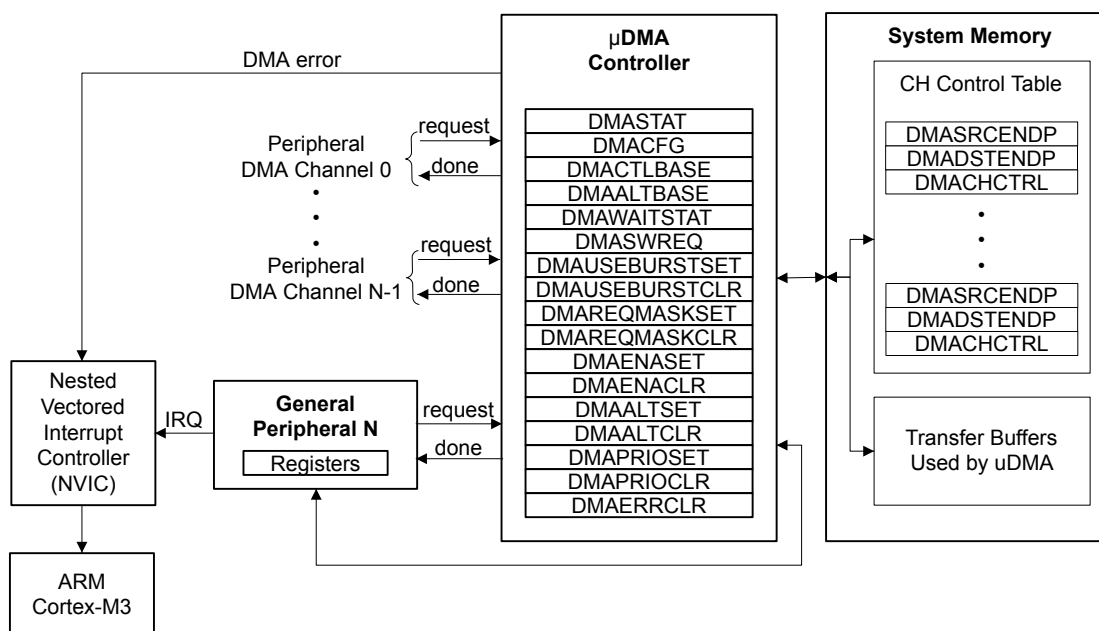 µDMA
Controller
System Memory
DMA error
CH Control Table
DMASTAT
DMACFG
DMACTLBASE
DMAALTBASE
DMAWAITSTAT
DMASWREQ
DMAUSEBURSTSET
DMAUSEBURSTCLR
DMAREQMASKSET
DMAREQMASKCLR
DMAENASET
DMAENACLR
DMAALTSET
DMAALTCLR
DMAPRIOSET
DMAPRIOCLR
DMAERRCLR
request
Peripheral
DMA Channel 0
done
request
Peripheral
DMA Channel N-1
done
DMASRCENDP
DMADSTENDP
DMACHCTRL
DMASRCENDP
DMADSTENDP
DMACHCTRL
Nested
Vectored
Interrupt
Controller
(NVIC)
IRQ
General
Peripheral N
Registers
request
done
Transfer Buffers
Used by uDMA
ARM
Cortex-M3